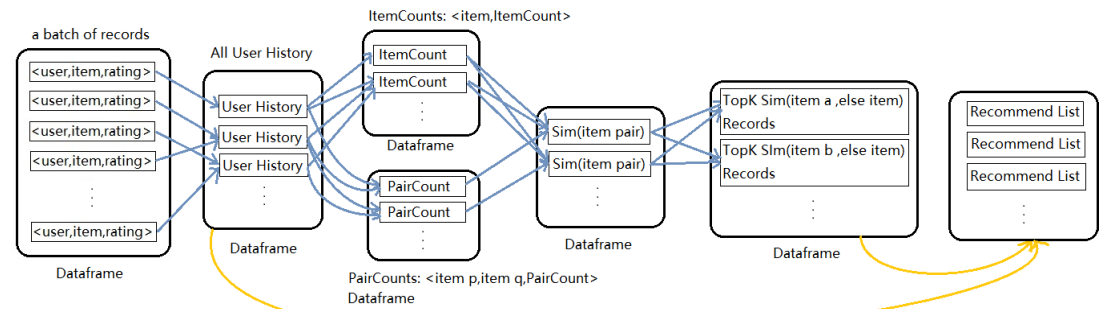 a batch of records
<user,item,rating>
<user,item,rating>
<user,item,rating>
<user,item,rating>
<user,item,rating>
Dataframe
All User History
User History
User History
User History
Dataframe
ItemCounts: <item,ItemCount>
ItemCount
ItemCount
Dataframe
PairCount
PairCount
PairCounts: <item p,item q,PairCount>
Dataframe
Sim(item pair)
Sim(item pair)
Dataframe
TopK Sim(item a ,else item)
Records
TopK SIm(item b ,else item)
Records
Dataframe
Recommend List
Recommend List
Recommend List